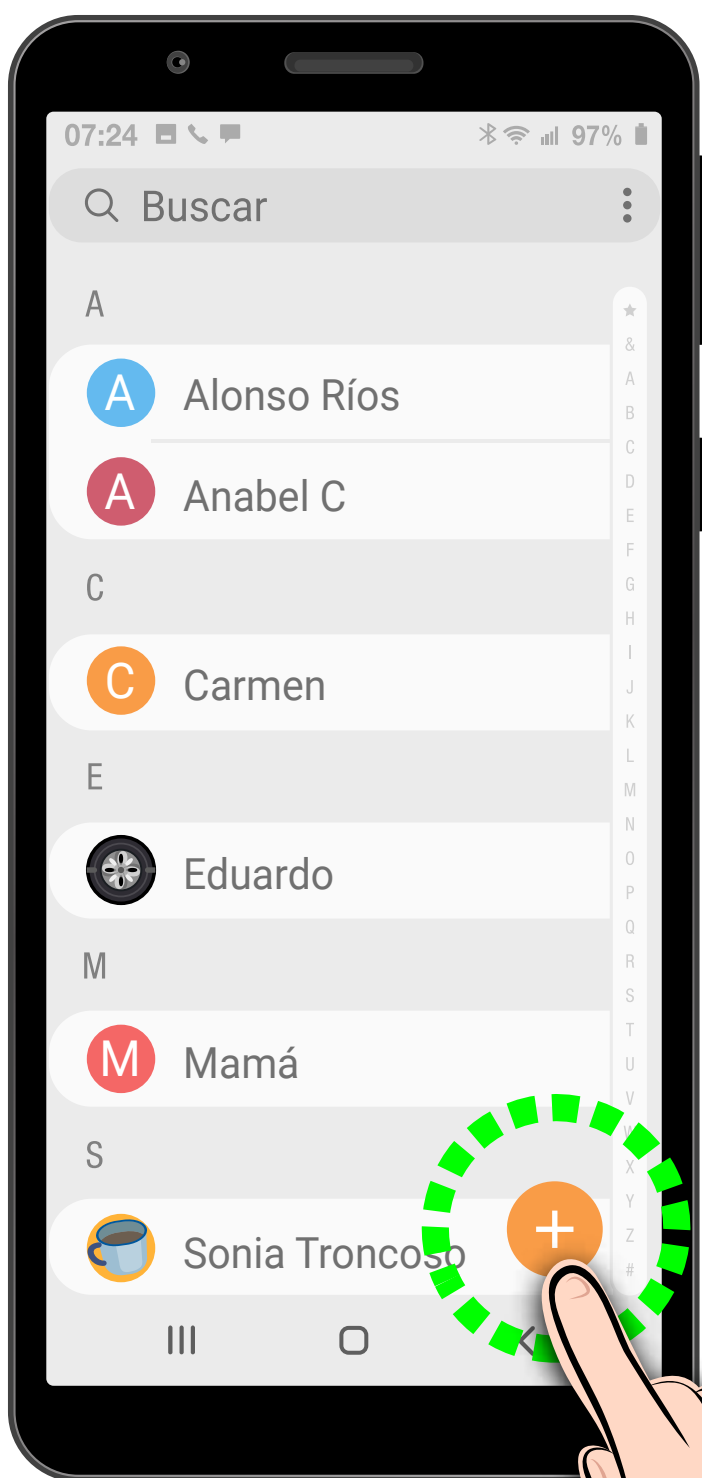 07:24 97%
Buscar
A
A Alonso Ríos
A Anabel C
C
C Carmen
E
Eduardo
M
M Mamá
S
Sonia Troncoso
&
A
B
C
D
E
F
G
H
I
J
K
L
M
N
O
P
Q
R
S
T
U
V
W
X
Y
Z
#